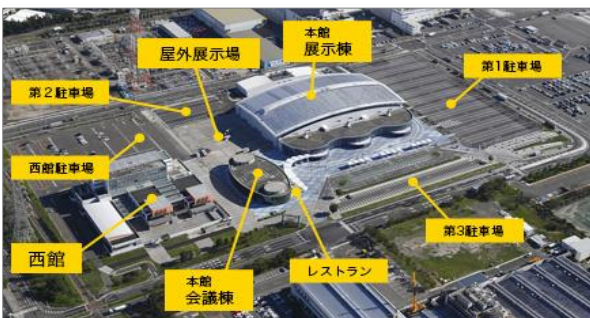 本館
展示棟
屋外展示場
第1駐車場
第２駐車場
西館駐車場
西館
本館
会議棟
レストラン
第3駐車場